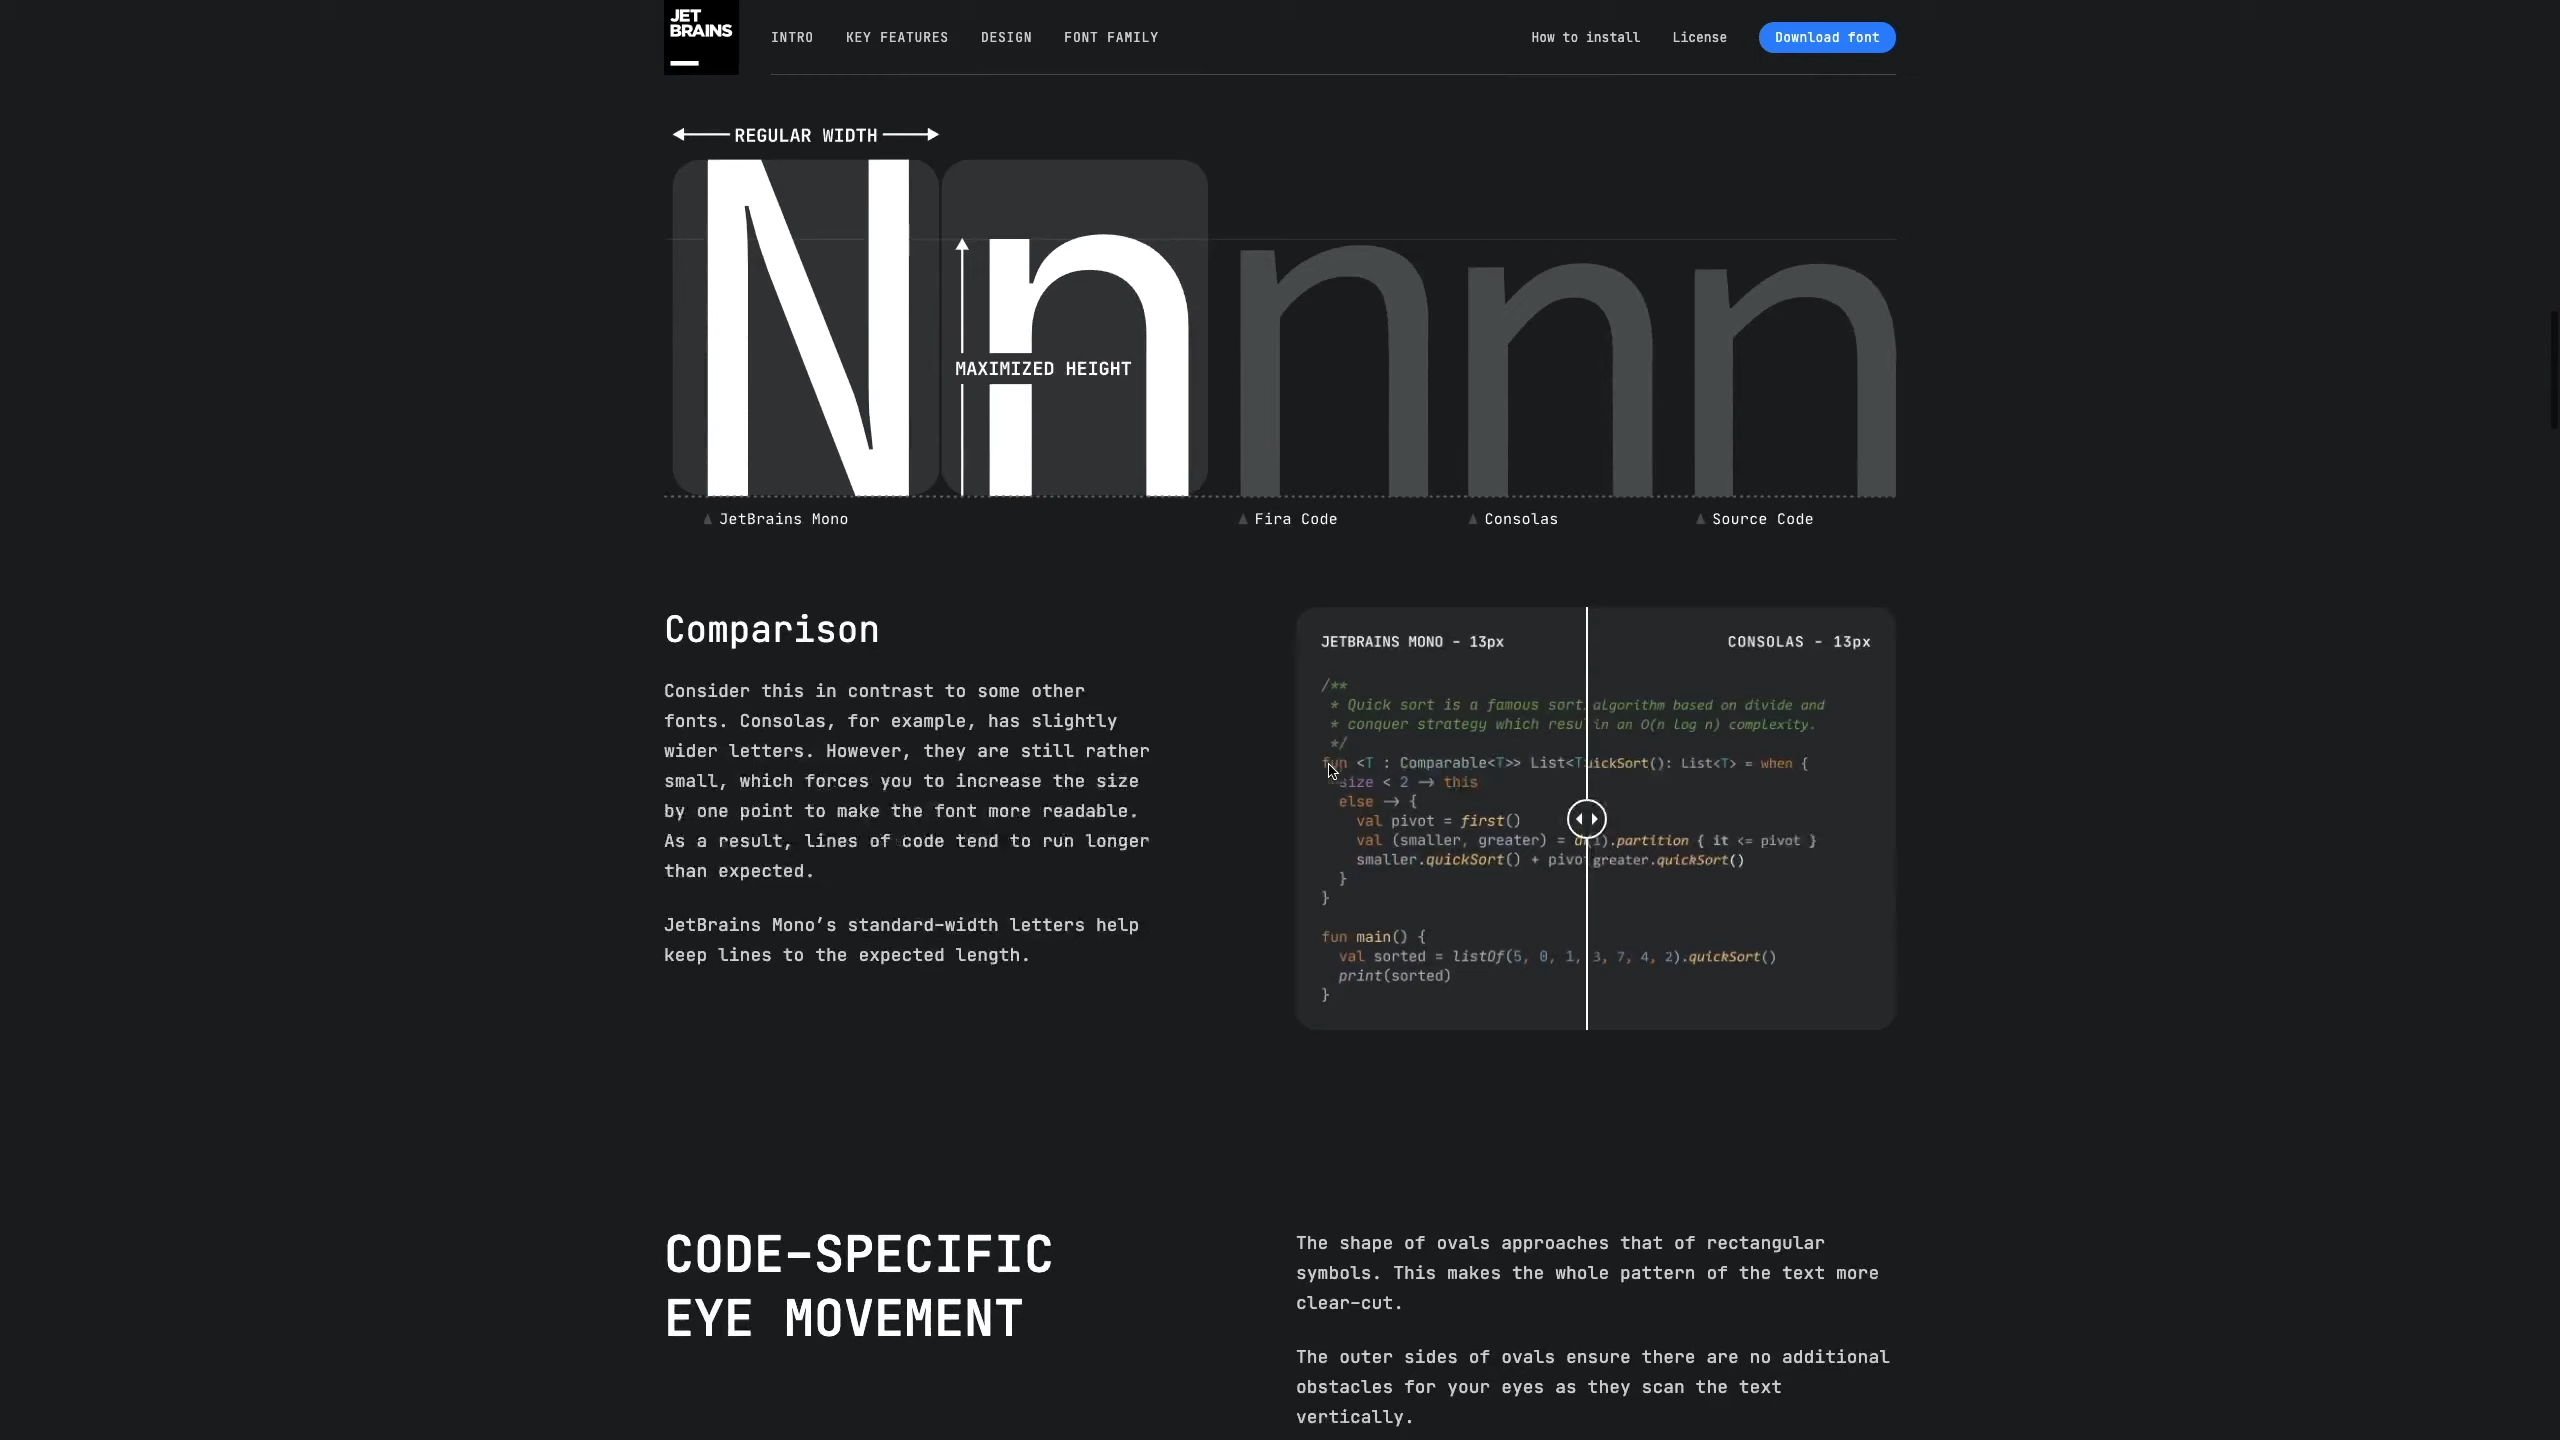 JET
BRAINS
INTRO KEY FEATURES DESIGN FONT FAMILY How to install License Download font
REGULAR WIDTH
N n n n n
MAXIMIZED HEIGHT
JetBrains Mono Fira Code Consolas Source Code
Comparison
Consider this in contrast to some other
fonts. Consolas, for example, has slightly
wider letters. However, they are still rather
small, which forces you to increase the size
by one point to make the font more readable.
As a result, lines of code tend to run longer
than expected.
JetBrains Mono’s standard-width letters help
keep lines to the expected length.
JETBRAINS MONO - 13px CONSOLAS - 13px
/**
* Quick sort is a famous sort algorithm based on divide and
* conquer strategy which resu in an O(n log n) complexity.
*/
fun <T : Comparable<T>> List<T uickSort(): List<T> = when {
size < 2 → this
else → {
val pivot = first()
val (smaller, greater) = d ).partition { it <= pivot }
smaller.quickSort() + pivo greater.quickSort()
}
}
fun main() {
val sorted = listOf(5, 0, 1, 3, 7, 4, 2).quickSort()
print(sorted)
}
CODE-SPECIFIC
EYE MOVEMENT
The shape of ovals approaches that of rectangular
symbols. This makes the whole pattern of the text more
clear-cut.
The outer sides of ovals ensure there are no additional
obstacles for your eyes as they scan the text
vertically.